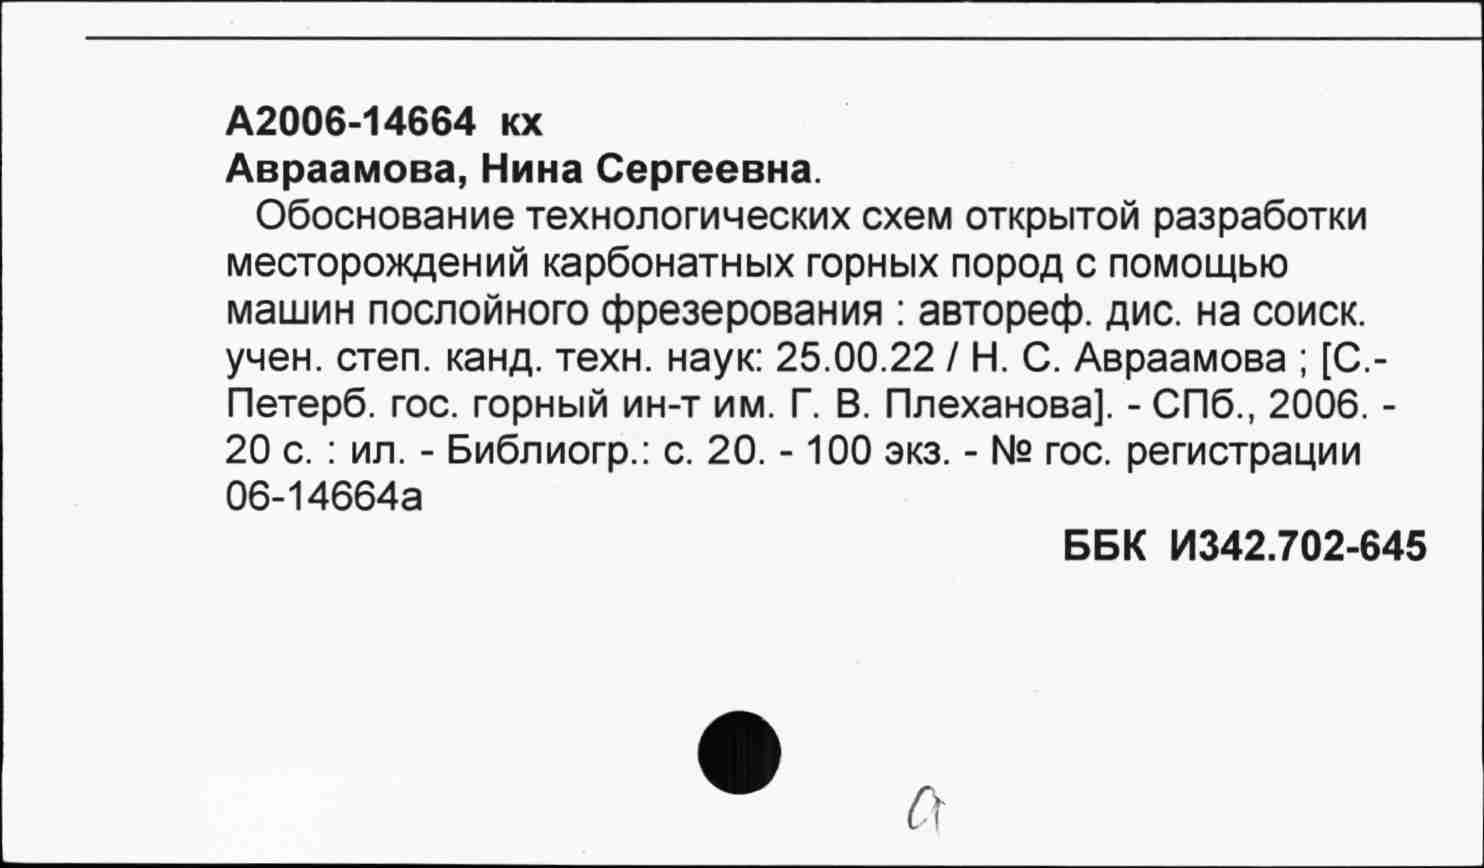 А2006-14664 кх
Авраамова, Нина Сергеевна.
Обоснование технологических схем открытой разработки
месторождений карбонатных горных пород с помощью
машин послойного фрезерования : автореф. дис. на соиск.
учен. степ. канд. техн. наук: 25.00.22 / Н. С. Авраамова ; [С.-
Петерб. гос. горный ин-т им. Г. В. Плеханова]. - СПб., 2006. -
20 с. : ил. - Библиогр.: с. 20. - 100 экз. - № гос. регистрации
06-14664а
ББК И342.702-645
а